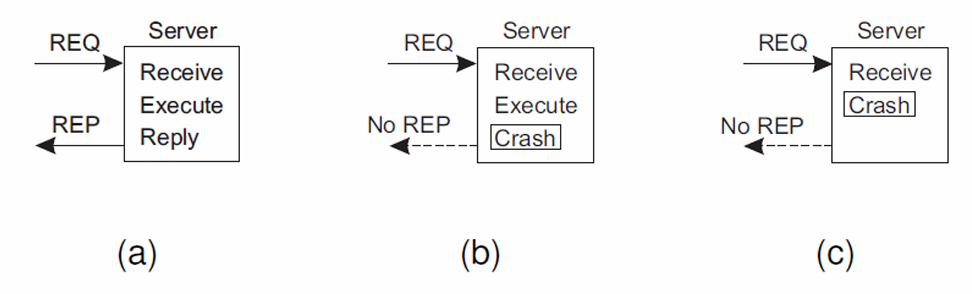 Server
REQ
Receive
Execute
REP
Reply
(a)
Server
REQ
Receive
Execute
No REP
Crash
(b)
Server
REQ
Receive
Crash
No REP
(c)